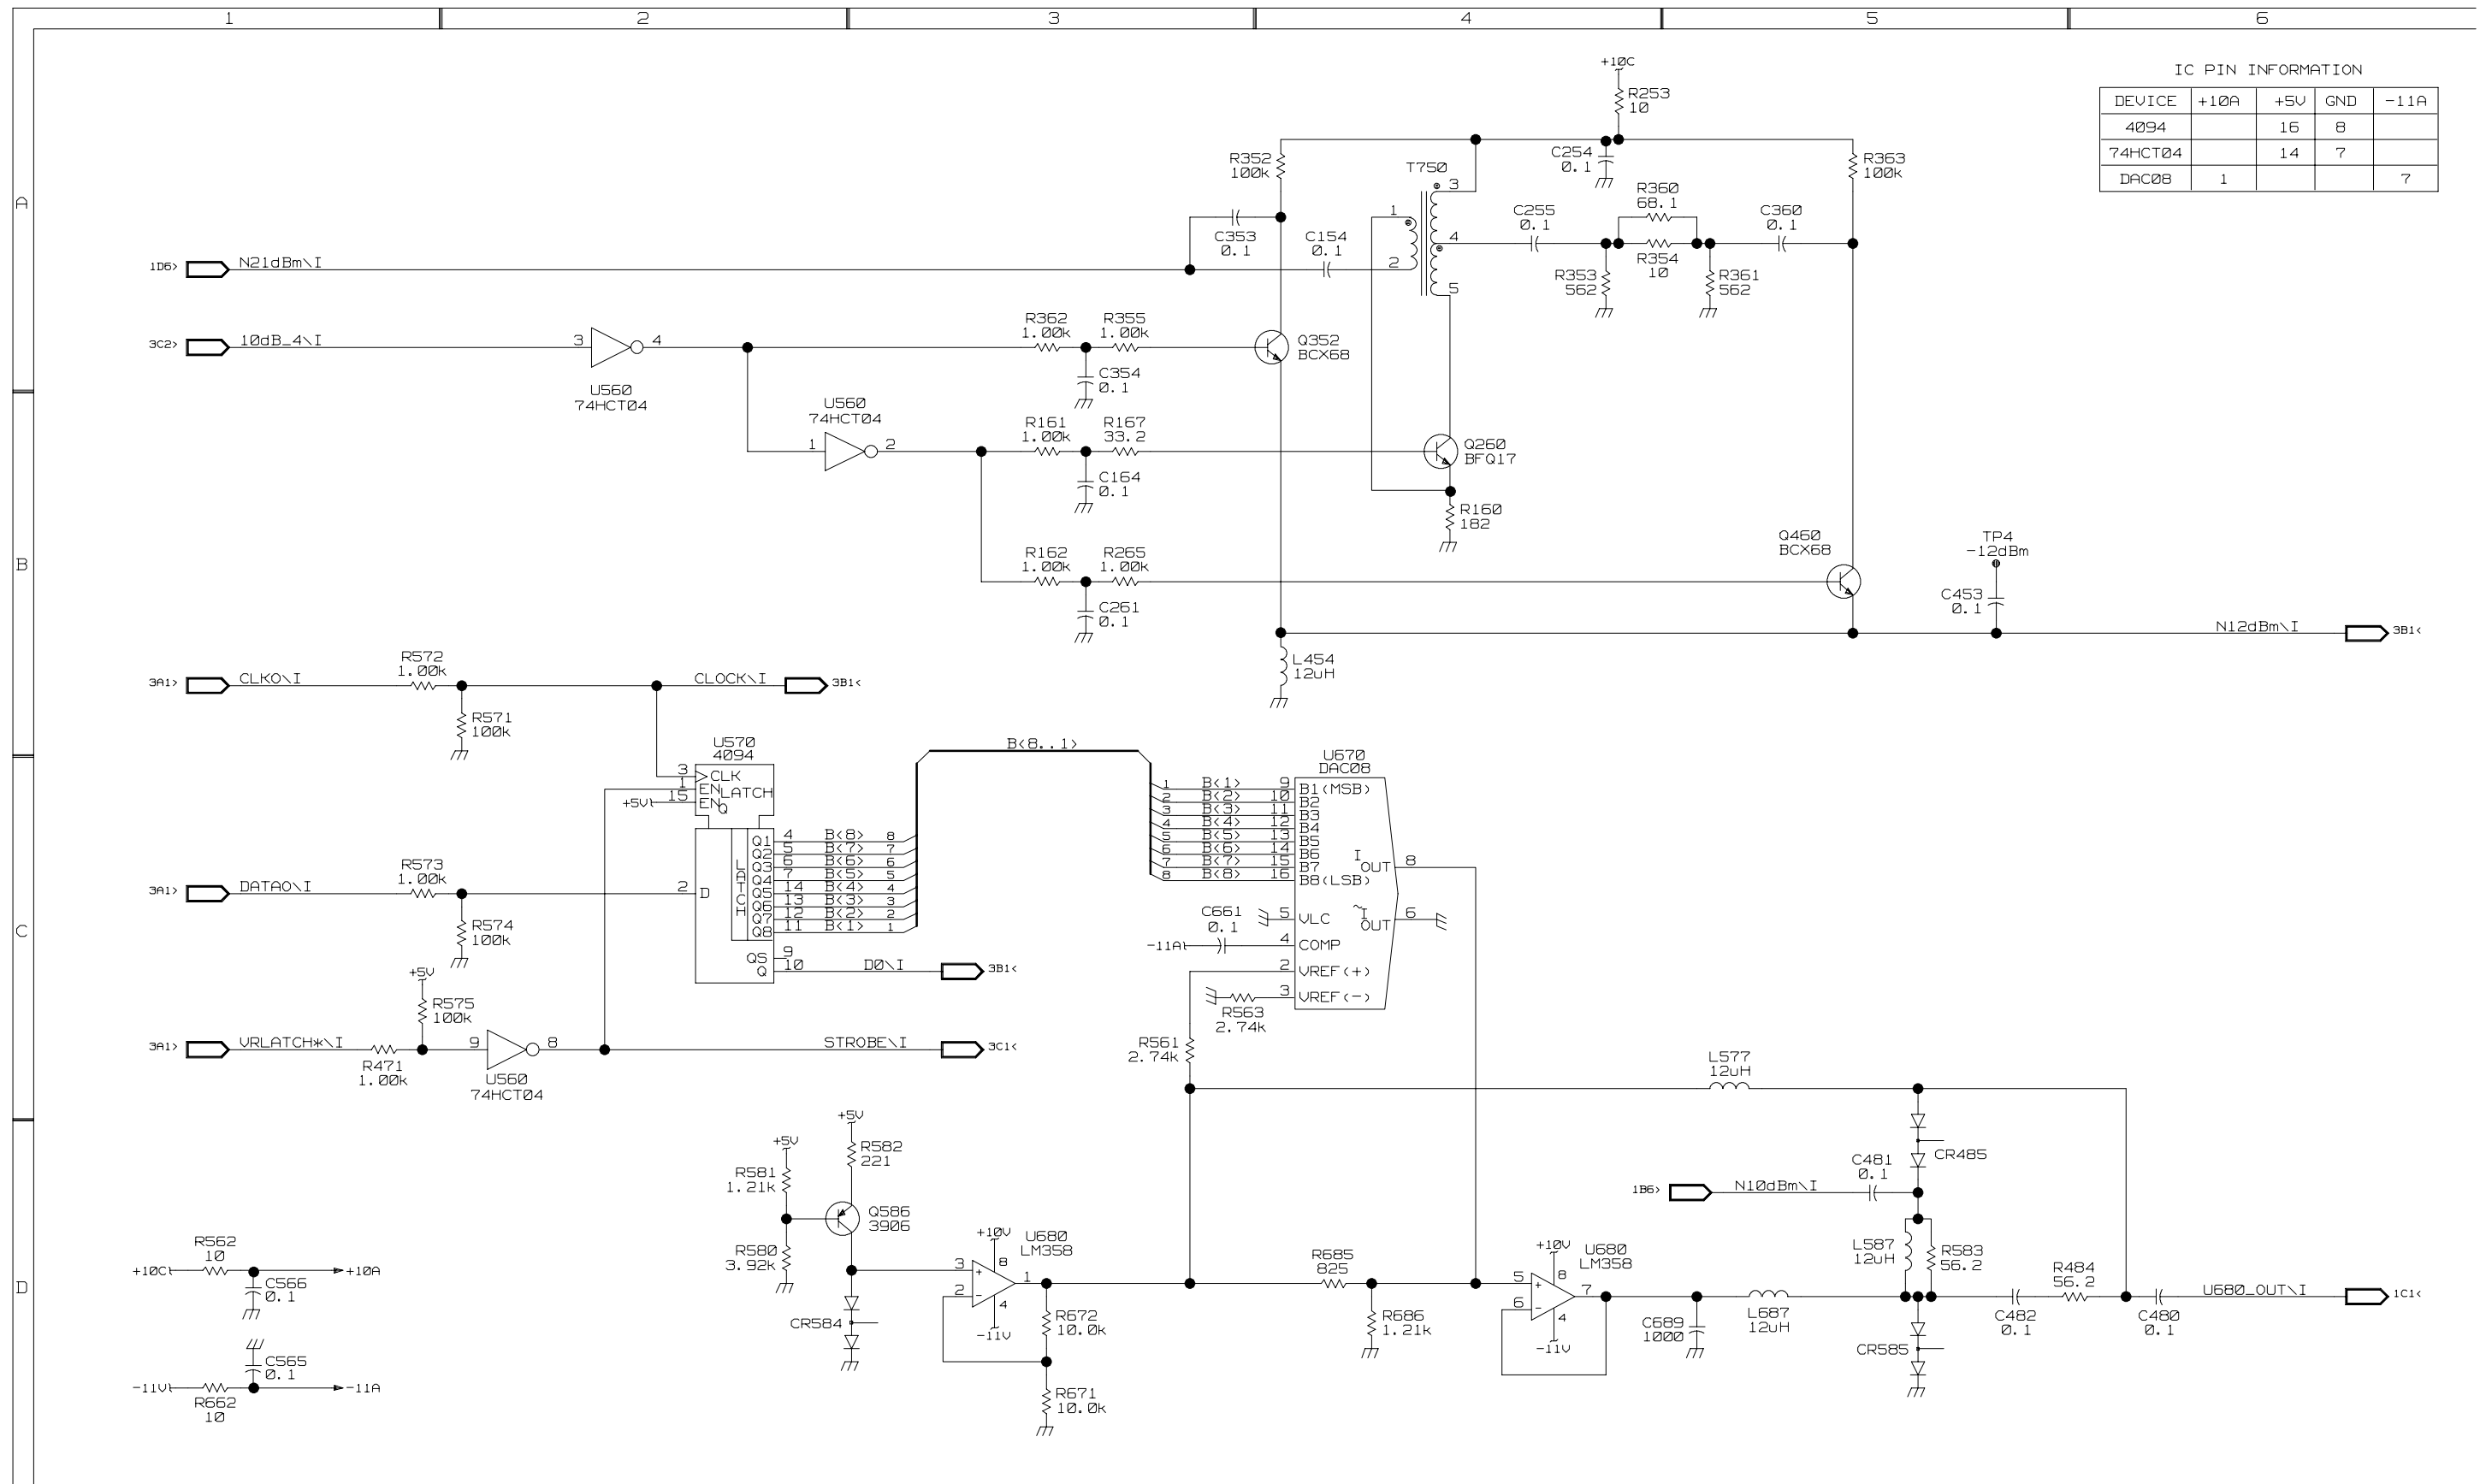 1 2 3 4 5 6
A
B
C
D
IC PIN INFORMATION
DEVICE +10A +5V GND -11A
4094 16 8
74HCT04 14 7
DAC08 1 7
+10C
R253
10
R352
100k
T750
C254
0.1
R363
100k
R360
68.1
1
2
3
4
5
C353
0.1
C154
0.1
C255
0.1
C360
0.1
R353
562
R354
10
R361
562
1D6>
N21dBm\I
3C2>
10dB_4\I
3
4
U560
74HCT04
R362
1.00k
R355
1.00k
C354
0.1
Q352
BCX68
U560
74HCT04
1
2
R161
1.00k
R167
33.2
C164
0.1
Q260
BFQ17
R160
182
R162
1.00k
R265
1.00k
C261
0.1
Q460
BCX68
TP4
-12dBm
C453
0.1
N12dBm\I
3B1<
L454
12uH
3A1>
CLKO\I
R572
1.00k
R571
100k
CLOCK\I
3B1<
U570
4094
3
CLK
1
EN LATCH
+5V
15
EN Q
LATCH
Q1 4 B<8> 8
Q2 5 B<7> 7
Q3 6 B<6> 6
Q4 7 B<5> 5
Q5 14 B<4> 4
Q6 13 B<3> 3
Q7 12 B<2> 2
Q8 11 B<1> 1
QS 9
Q 10
D0\I
3B1<
B<8..1>
U670
DAC08
1 B<1> 9 B1(MSB)
2 B<2> 10 B2
3 B<3> 11 B3
4 B<4> 12 B4
5 B<5> 13 B5
6 B<6> 14 B6
7 B<7> 15 B7
8 B<8> 16 B8(LSB)
I OUT 8
~I OUT 6
5 VLC
4 COMP
2 VREF(+)
3 VREF(-)
C661
0.1
-11A
R563
2.74k
R561
2.74k
3A1>
DATAO\I
R573
1.00k
2 D
R574
100k
+5V
R575
100k
3A1>
VRLATCH*\I
R471
1.00k
9
8
U560
74HCT04
STROBE\I
3C1<
L577
12uH
+5V
R582
221
+5V
R581
1.21k
R580
3.92k
Q586
3906
CR584
+10V
U680
LM358
3
2
8
1
4
-11V
R672
10.0k
R671
10.0k
R685
825
R686
1.21k
+10V
U680
LM358
5
6
8
7
4
-11V
C689
1000
L687
12uH
CR485
C481
0.1
1B6>
N10dBm\I
L587
12uH
R583
56.2
CR585
C482
0.1
R484
56.2
C480
0.1
U680_OUT\I
1C1<
R562
10
+10C
+10A
C566
0.1
C565
0.1
-11V
-11A
R662
10